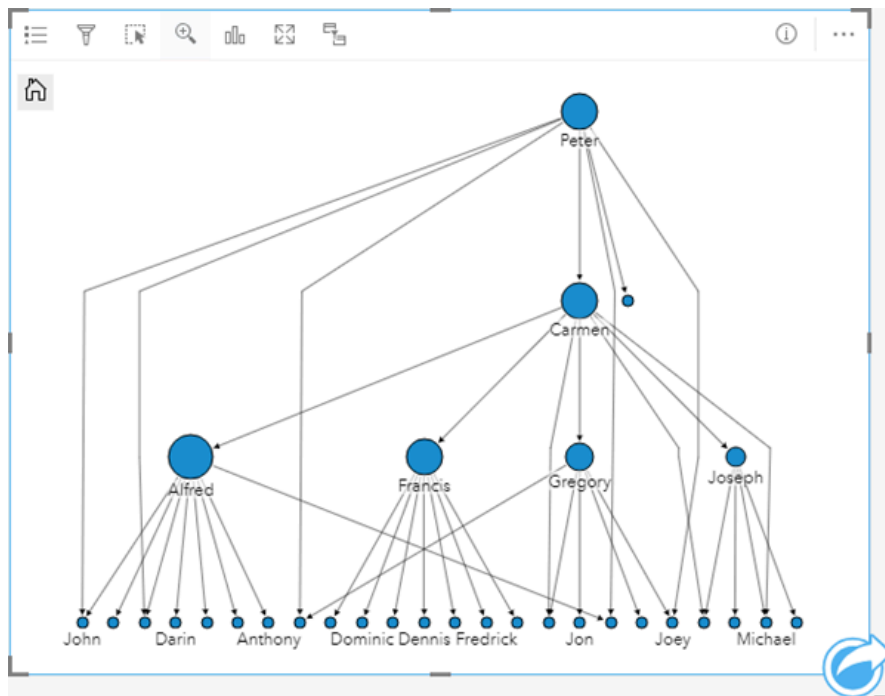 Peter
Carmen
Alfred
Francis
Gregory
Joseph
John
Darin
Anthony
Dominic
Dennis
Fredrick
Jon
Joey
Michael